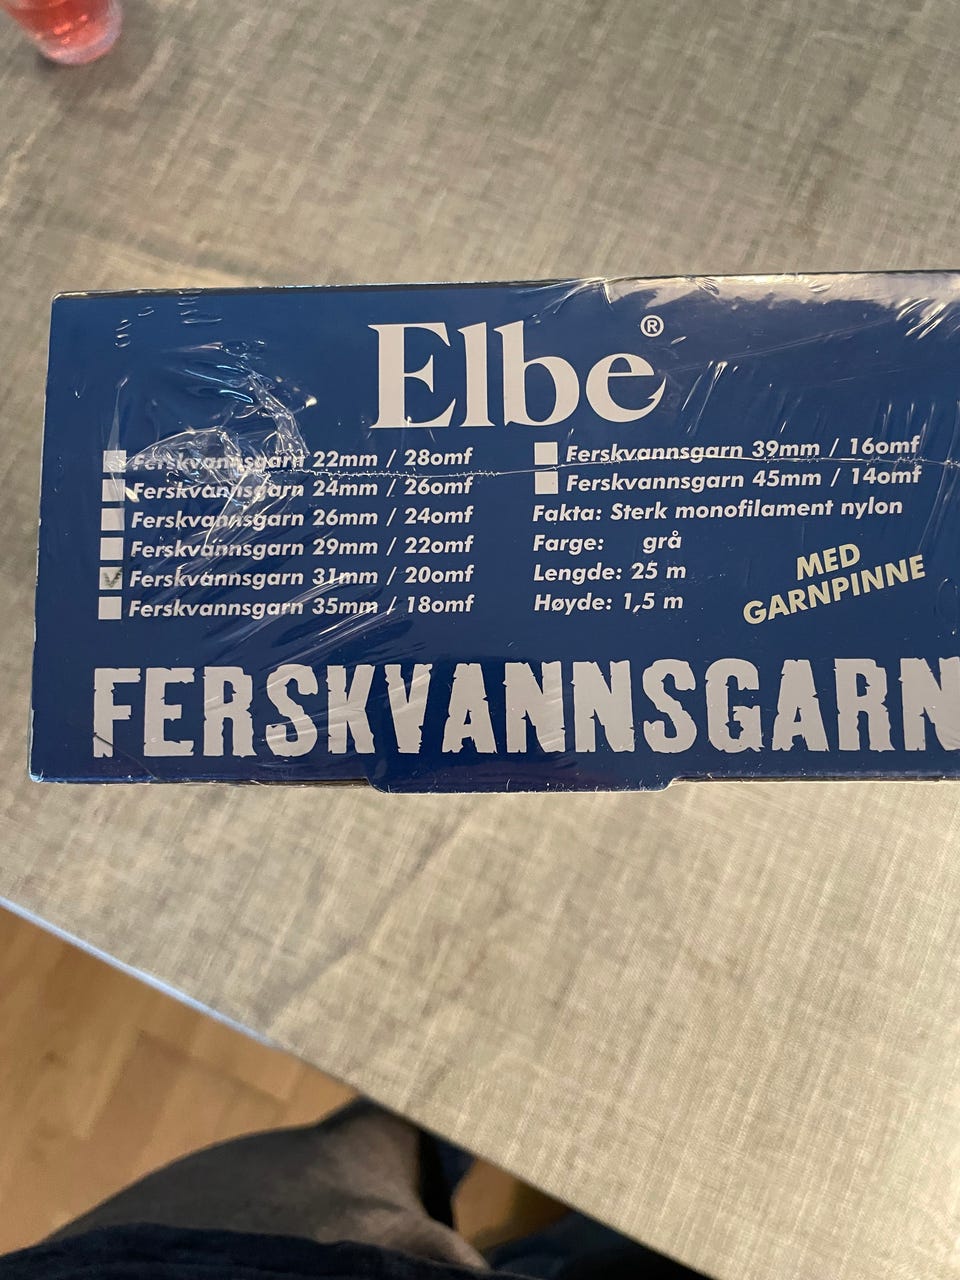 Elbe®
Ferskvannsgarn 22mm / 28omf
Ferskvannsgarn 24mm / 26omf
Ferskvannsgarn 26mm / 24omf
Ferskvannsgarn 29mm / 22omf
Ferskvannsgarn 31mm / 20omf
Ferskvannsgarn 35mm / 18omf
Ferskvannsgarn 39mm / 16omf
Ferskvannsgarn 45mm / 14omf
Fakta: Sterk monofilament nylon
Farge: grå
Lengde: 25 m
Høyde: 1,5 m
MED
GARNPINNE
FERSKVANNSGARN